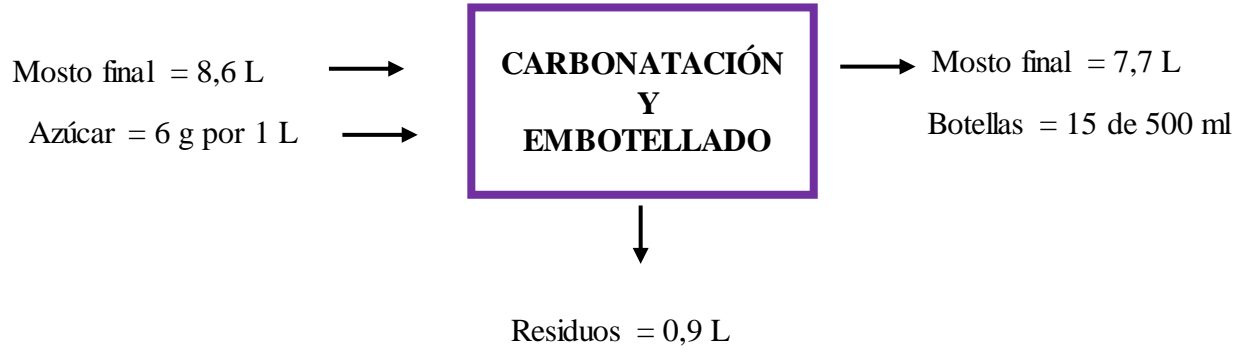 Mosto final = 8,6 L
Azúcar = 6 g por 1 L
CARBONATACIÓN
Y
EMBOTELLADO
Mosto final = 7,7 L
Botellas = 15 de 500 ml
Residuos = 0,9 L